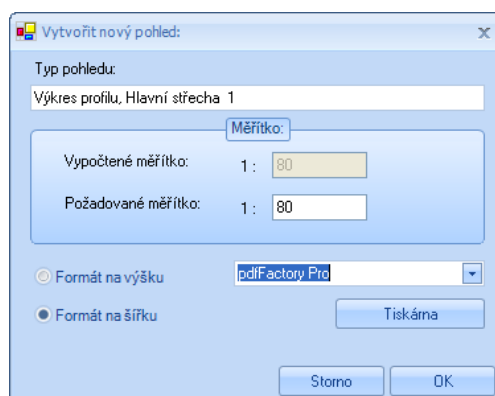 Vytvořit nový pohled:
Typ pohledu:
Výkres profilu, Hlavní střecha 1
Měřítko:
Vypočtené měřítko: 1 : 80
Požadované měřítko: 1 : 80
Formát na výšku pdfFactory Pro
Formát na šířku Tiskárna
Storno OK